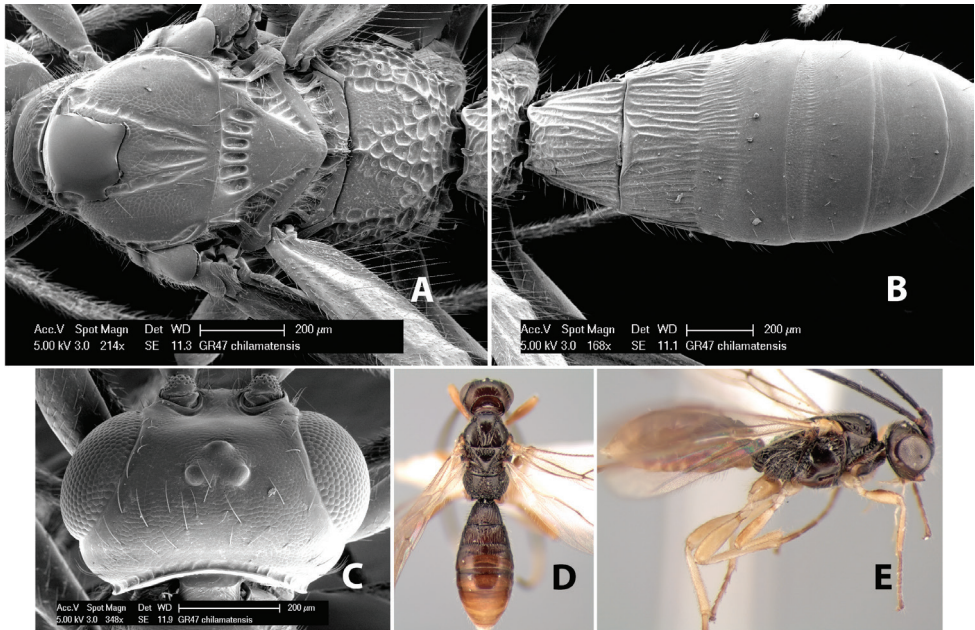 A
Acc.V Spot Magn Det WD 200 µm
5.00 kV 3.0 214x SE 11.3 GR47 chilamatensis
B
Acc.V Spot Magn Det WD 200 µm
5.00 kV 3.0 168x SE 11.1 GR47 chilamatensis
C
Acc.V Spot Magn Det WD 200 µm
5.00 kV 3.0 348x SE 11.9 GR47 chilamatensis
D
E